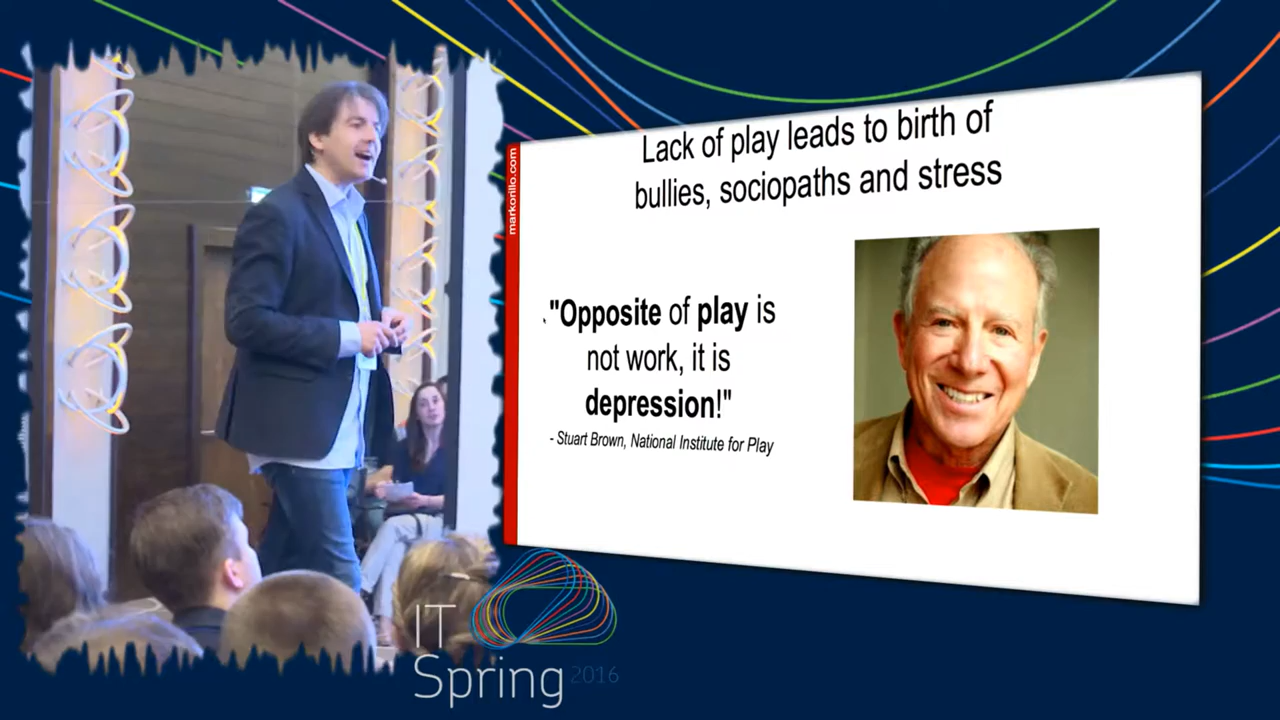 markorillo.com
Lack of play leads to birth of
bullies, sociopaths and stress
"Opposite of play is
not work, it is
depression!"
- Stuart Brown, National Institute for Play
IT
Spring 2016